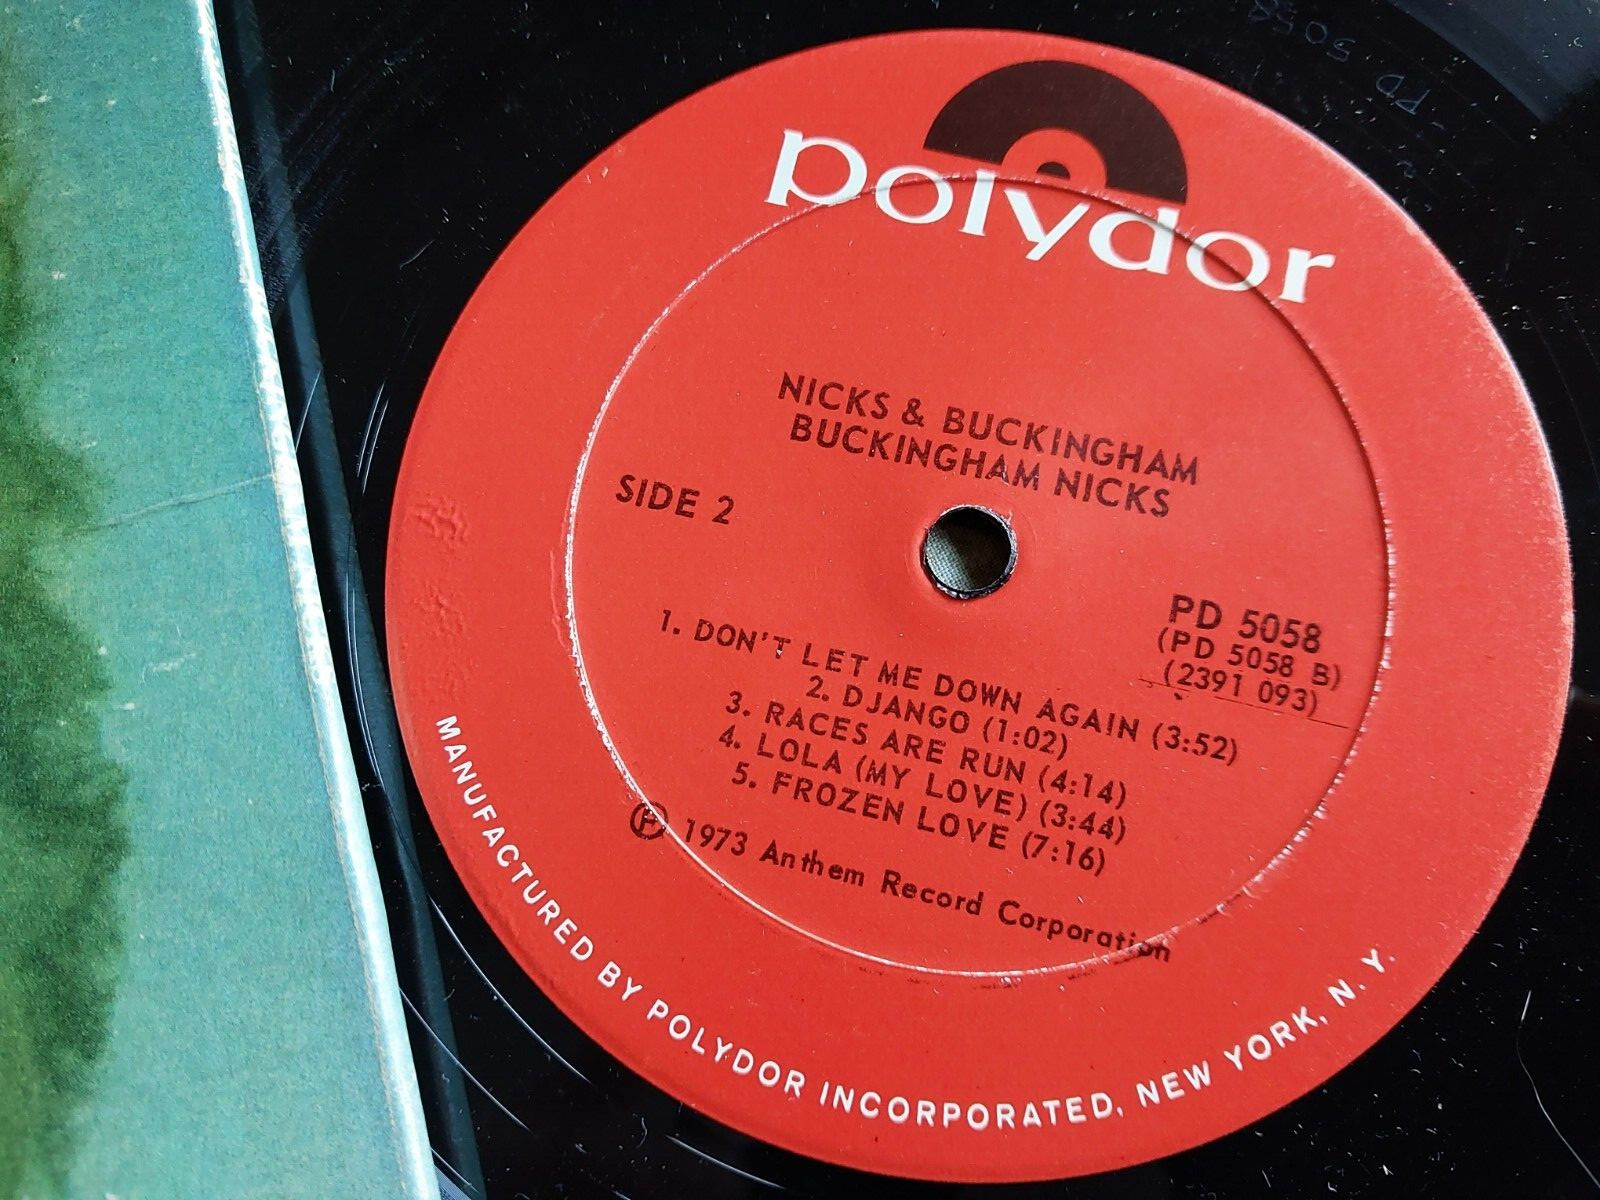 polydor
NICKS & BUCKINGHAM
BUCKINGHAM NICKS
SIDE 2
PD 5058
(PD 5058 B)
(2391 093)
1. DON'T LET ME DOWN AGAIN (3:52)
2. DJANGO (1:02)
3. RACES ARE RUN (4:14)
4. LOLA (MY LOVE) (3:44)
5. FROZEN LOVE (7:16)
Ⓟ 1973 Anthem Record Corporation
MANUFACTURED BY POLYDOR INCORPORATED, NEW YORK, N. Y.
PD 5058